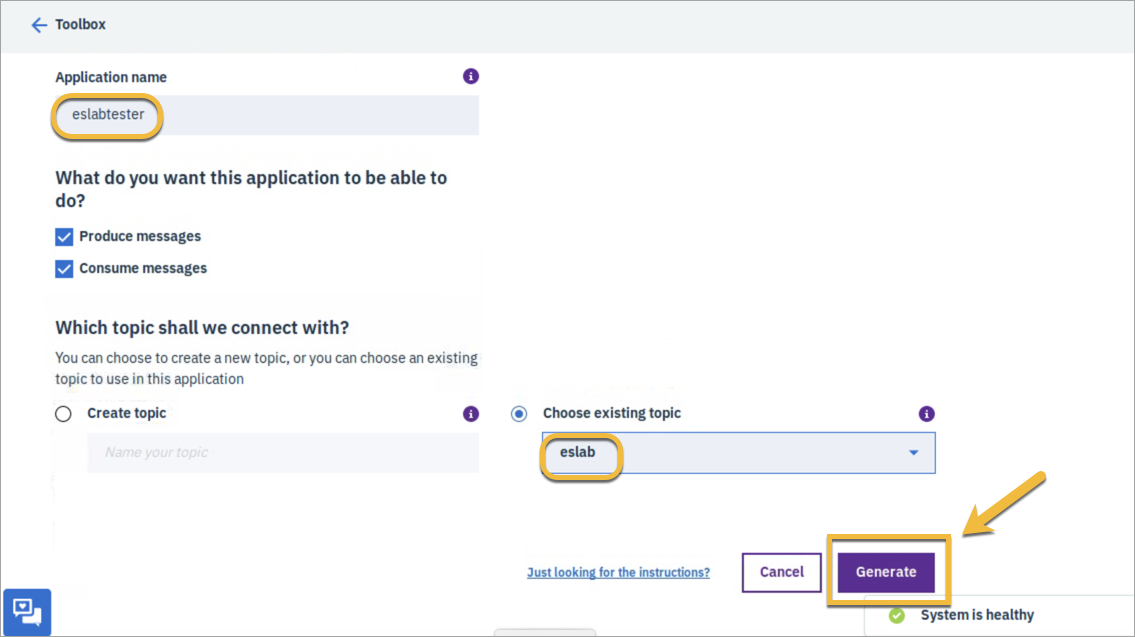 Toolbox
Application name
eslabtester
What do you want this application to be able to
do?
Produce messages
Consume messages
Which topic shall we connect with?
You can choose to create a new topic, or you can choose an existing
topic to use in this application
Create topic
Name your topic
Choose existing topic
eslab
Just looking for the instructions?
Cancel
Generate
System is healthy